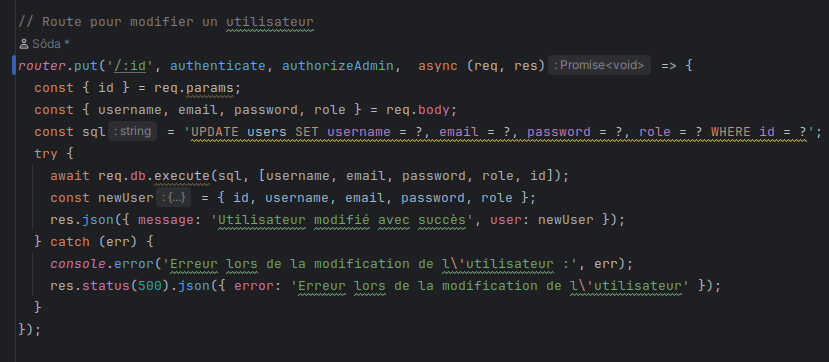 // Route pour modifier un utilisateur
Sôda *
router.put('/:id', authenticate, authorizeAdmin,  async (req, res) : Promise<void> => {
  const { id } = req.params;
  const { username, email, password, role } = req.body;
  const sql : string = 'UPDATE users SET username = ?, email = ?, password = ?, role = ? WHERE id = ?';
  try {
    await req.db.execute(sql, [username, email, password, role, id]);
    const newUser : {...} = { id, username, email, password, role };
    res.json({ message: 'Utilisateur modifié avec succès', user: newUser });
  } catch (err) {
    console.error('Erreur lors de la modification de l\'utilisateur :', err);
    res.status(500).json({ error: 'Erreur lors de la modification de l\'utilisateur' });
  }
});